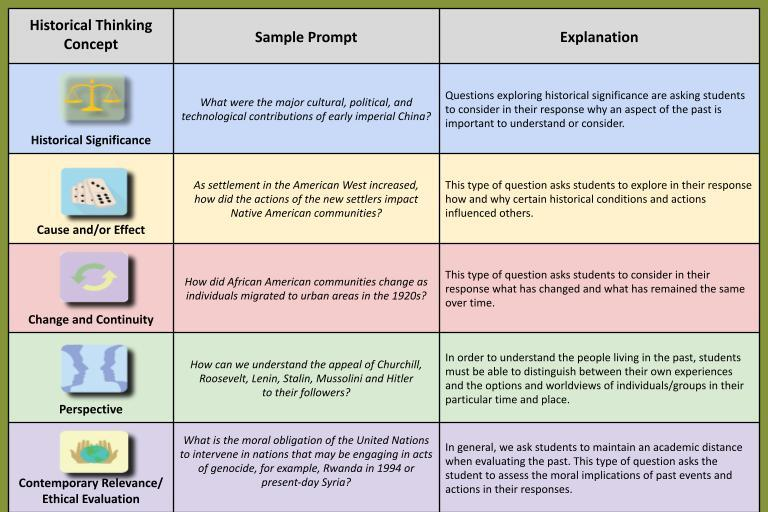 Historical Thinking
Concept
Sample Prompt
Explanation
Historical Significance
What were the major cultural, political, and
technological contributions of early imperial China?
Questions exploring historical significance are asking students
to consider in their response why an aspect of the past is
important to understand or consider.
Cause and/or Effect
As settlement in the American West increased,
how did the actions of the new settlers impact
Native American communities?
This type of question asks students to explore in their response
how and why certain historical conditions and actions
influenced others.
Change and Continuity
How did African American communities change as
individuals migrated to urban areas in the 1920s?
This type of question asks students to consider in their
response what has changed and what has remained the same
over time.
Perspective
How can we understand the appeal of Churchill,
Roosevelt, Lenin, Stalin, Mussolini and Hitler
to their followers?
In order to understand the people living in the past, students
must be able to distinguish between their own experiences
and the options and worldviews of individuals/groups in their
particular time and place.
Contemporary Relevance/
Ethical Evaluation
What is the moral obligation of the United Nations
to intervene in nations that may be engaging in acts
of genocide, for example, Rwanda in 1994 or
present-day Syria?
In general, we ask students to maintain an academic distance
when evaluating the past. This type of question asks the
student to assess the moral implications of past events and
actions in their responses.